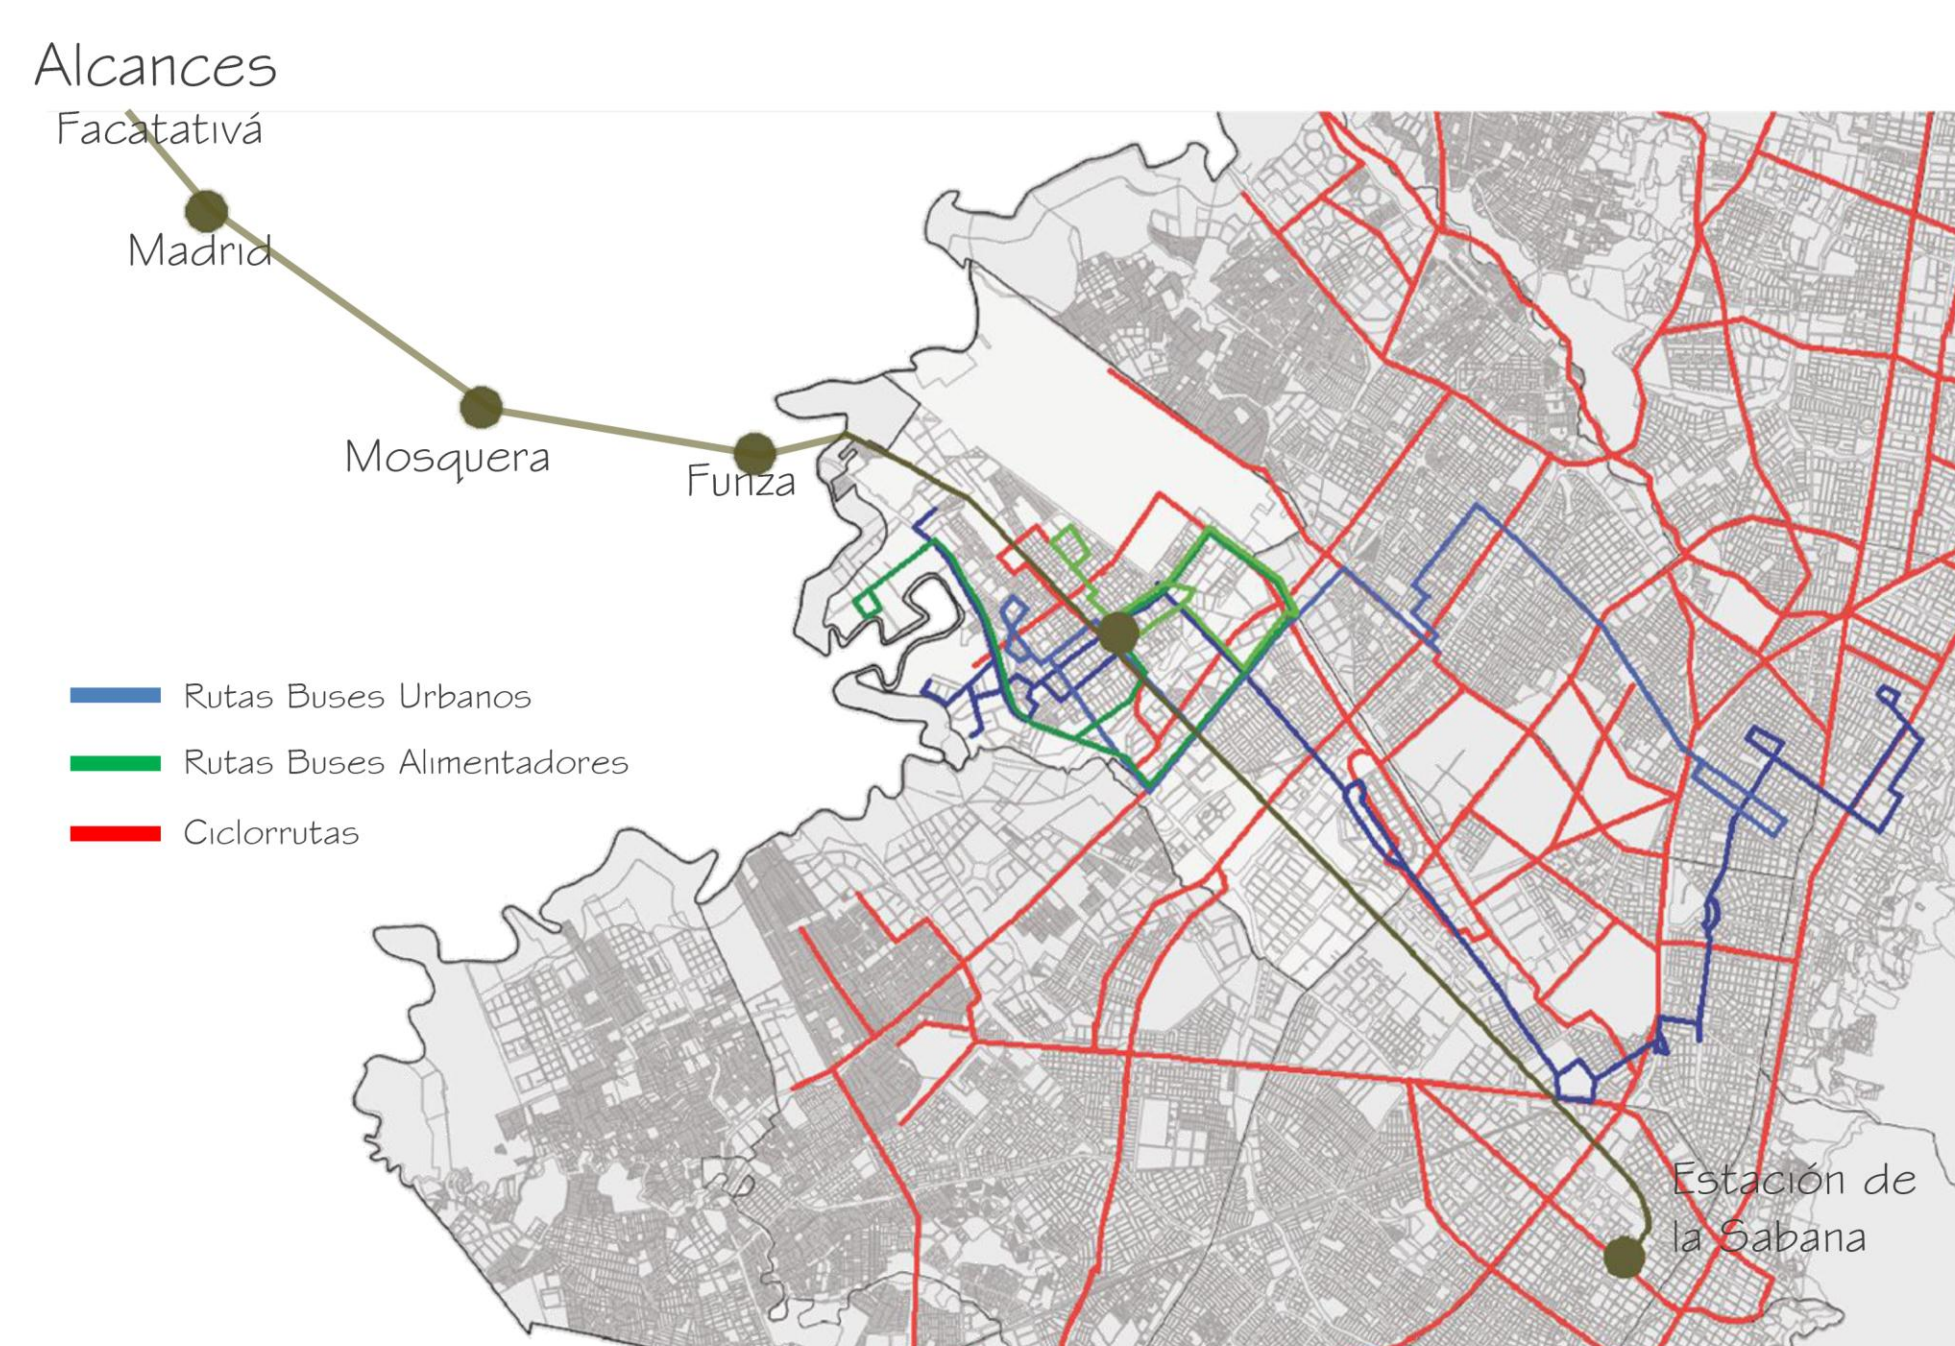 Alcances
Facatativá
Madrid
Mosquera
Funza
Rutas Buses Urbanos
Rutas Buses Alimentadores
Ciclorrutas
Estación de
la Sabana